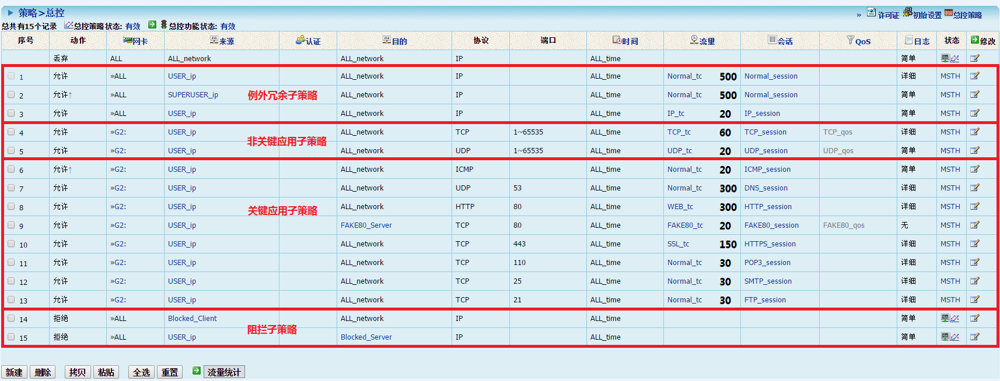 策略>总控
» 许可证 初始设置 总控策略
总共有15个记录 总控策略状态: 有效 总控功能状态: 有效
序号 动作 网卡 来源 认证 目的 协议 端口 时间 流量 会话 QoS 日志 状态 修改
丢弃 ALL ALL_network ALL_network IP ALL_time 简单
1 允许 »ALL USER_ip ALL_network IP ALL_time Normal_tc 500 Normal_session 详细 MSTH
2 允许↑ »ALL SUPERUSER_ip 例外冗余子策略 ALL_network IP ALL_time Normal_tc 500 Normal_session 简单 MSTH
3 允许 »ALL USER_ip ALL_network IP ALL_time IP_tc 20 IP_session 简单 MSTH
4 允许 »G2: USER_ip ALL_network TCP 1~65535 ALL_time TCP_tc 60 TCP_session TCP_qos 详细 MSTH
非关键应用子策略
5 允许 »G2: USER_ip ALL_network UDP 1~65535 ALL_time UDP_tc 20 UDP_session UDP_qos 简单 MSTH
6 允许↑ »G2: USER_ip ALL_network ICMP ALL_time Normal_tc 20 ICMP_session 简单 MSTH
7 允许 »G2: USER_ip ALL_network UDP 53 ALL_time Normal_tc 300 DNS_session 详细 MSTH
8 允许 »G2: USER_ip 关键应用子策略 ALL_network HTTP 80 ALL_time WEB_tc 300 HTTP_session 详细 MSTH
9 允许 »G2: USER_ip FAKE80_Server TCP 80 ALL_time FAKE80_tc 20 FAKE80_session FAKE80_qos 无 MSTH
10 允许 »G2: USER_ip ALL_network TCP 443 ALL_time SSL_tc 150 HTTPS_session 详细 MSTH
11 允许 »G2: USER_ip ALL_network TCP 110 ALL_time Normal_tc 30 POP3_session 详细 MSTH
12 允许 »G2: USER_ip ALL_network TCP 25 ALL_time Normal_tc 30 SMTP_session 详细 MSTH
13 允许 »G2: USER_ip ALL_network TCP 21 ALL_time Normal_tc 30 FTP_session 详细 MSTH
14 拒绝 »ALL Blocked_Client ALL_network IP ALL_time 简单
阻拦子策略
15 拒绝 »ALL USER_ip Blocked_Server IP ALL_time 简单
新建 删除 拷贝 粘贴 全选 重置 流量统计